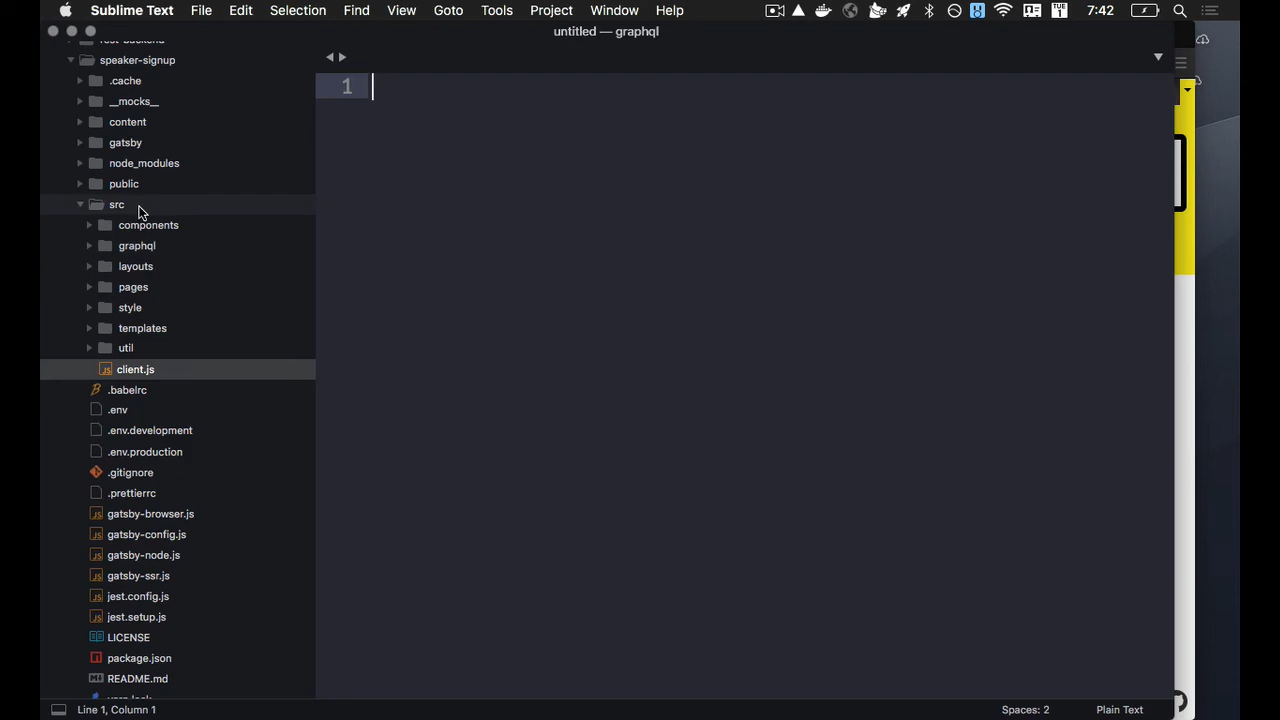 Sublime Text File Edit Selection Find View Goto Tools Project Window Help TUE 1 7:42
untitled — graphql
speaker-signup
.cache
__mocks__
content
gatsby
node_modules
public
src
components
graphql
layouts
pages
style
templates
util
client.js
.babelrc
.env
.env.development
.env.production
.gitignore
.prettierrc
gatsby-browser.js
gatsby-config.js
gatsby-node.js
gatsby-ssr.js
jest.config.js
jest.setup.js
LICENSE
package.json
README.md
1
Line 1, Column 1 Spaces: 2 Plain Text